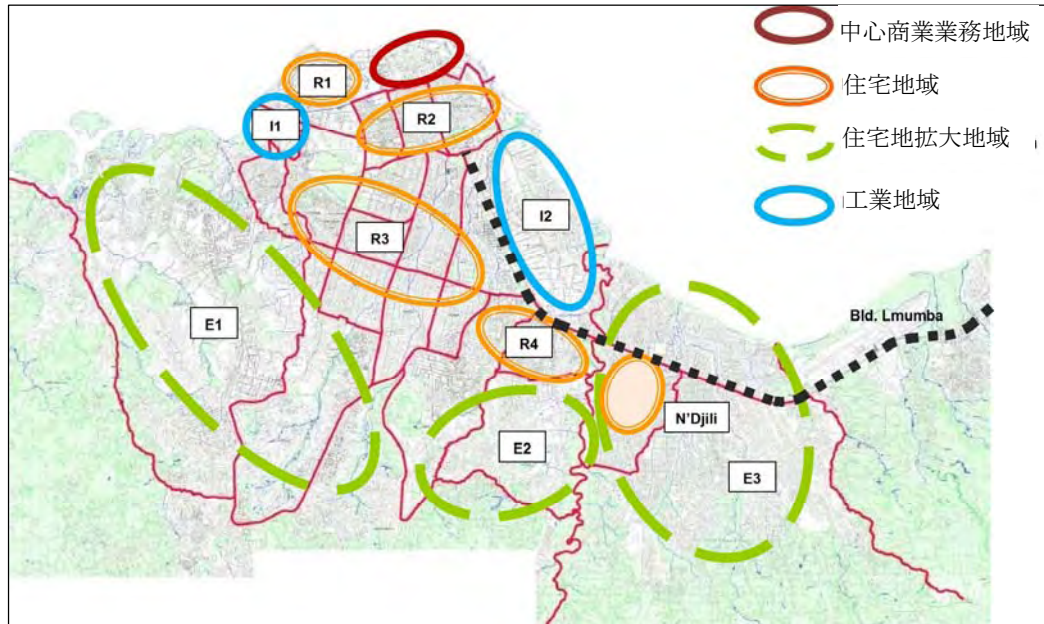 中心商業業務地域
住宅地域
住宅地拡大地域
工業地域
R1
I1
R2
I2
R3
E1
Bld. Lmumba
R4
N'Djili
E2
E3